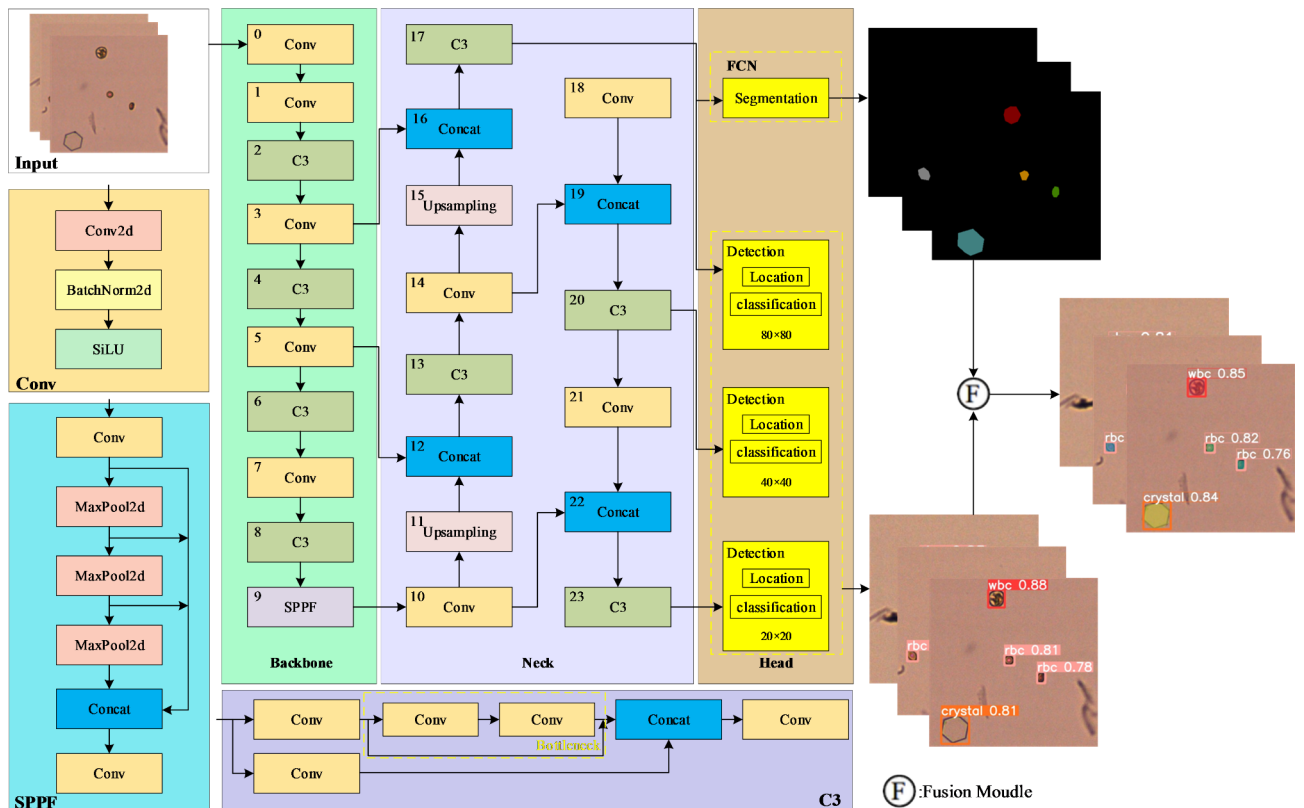 Input
Conv2d
BatchNorm2d
SiLU
Conv
Conv
MaxPool2d
MaxPool2d
MaxPool2d
Concat
Conv
SPPF
0
Conv
1
Conv
2
C3
3
Conv
4
C3
5
Conv
6
C3
7
Conv
8
C3
9
SPPF
Backbone
17
C3
16
Concat
15
Upsampling
14
Conv
13
C3
12
Concat
11
Upsampling
10
Conv
18
Conv
19
Concat
20
C3
21
Conv
22
Concat
23
C3
Neck
FCN
Segmentation
Detection
Location
classification
80×80
Detection
Location
classification
40×40
Detection
Location
classification
20×20
Head
Conv
Conv
Conv
Concat
Conv
Bottleneck
Conv
C3
F
rbc
wbc 0.85
rbc 0.82
rbc 0.76
crystal 0.84
rbc
wbc 0.88
rbc 0.81
rbc 0.78
crystal 0.81
F :Fusion Moudle